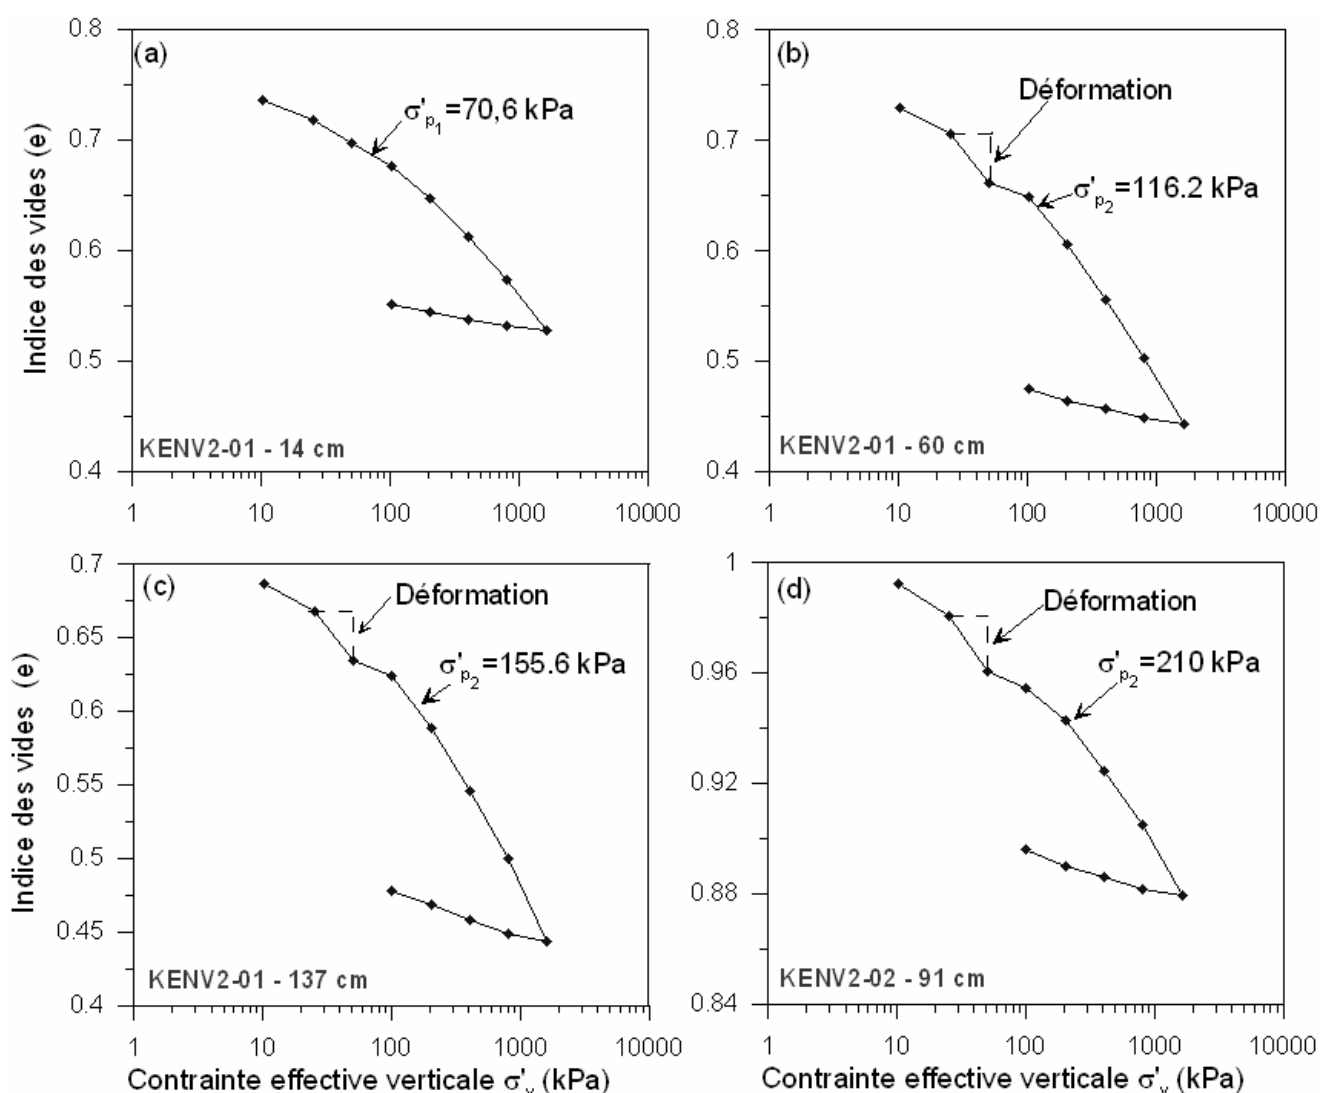 (a)
0.8
0.7
0.6
0.5
0.4
Indice des vides (e)
σ'p1=70,6 kPa
KENV2-01 - 14 cm
1 10 100 1000 10000
(b)
0.8
0.7
0.6
0.5
0.4
Déformation
σ'p2=116.2 kPa
KENV2-01 - 60 cm
1 10 100 1000 10000
(c)
0.7
0.65
0.6
0.55
0.5
0.45
0.4
Indice des vides (e)
Déformation
σ'p2=155.6 kPa
KENV2-01 - 137 cm
1 10 100 1000 10000
Contrainte effective verticale σ'v (kPa)
(d)
1
0.96
0.92
0.88
0.84
Déformation
σ'p2=210 kPa
KENV2-02 - 91 cm
1 10 100 1000 10000
Contrainte effective verticale σ'v (kPa)